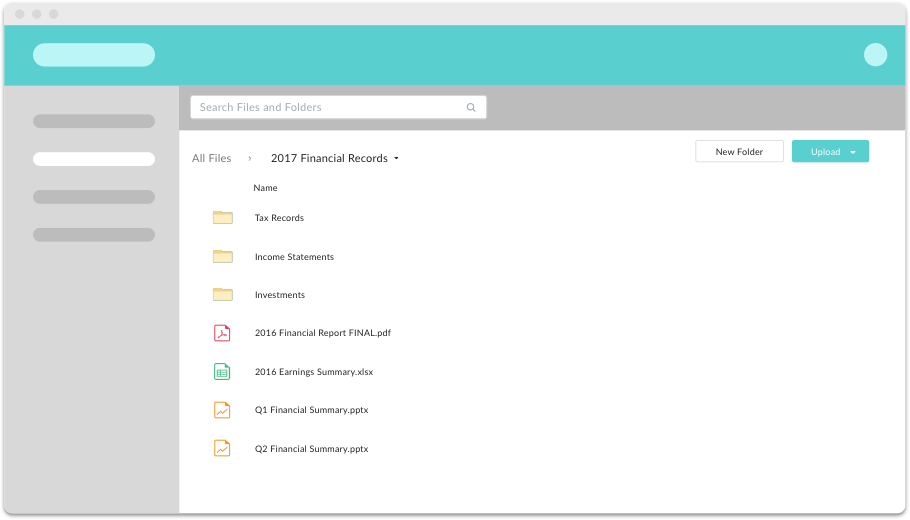 Search Files and Folders
All Files › 2017 Financial Records
New Folder
Upload
Name
Tax Records
Income Statements
Investments
2016 Financial Report FINAL.pdf
2016 Earnings Summary.xlsx
Q1 Financial Summary.pptx
Q2 Financial Summary.pptx